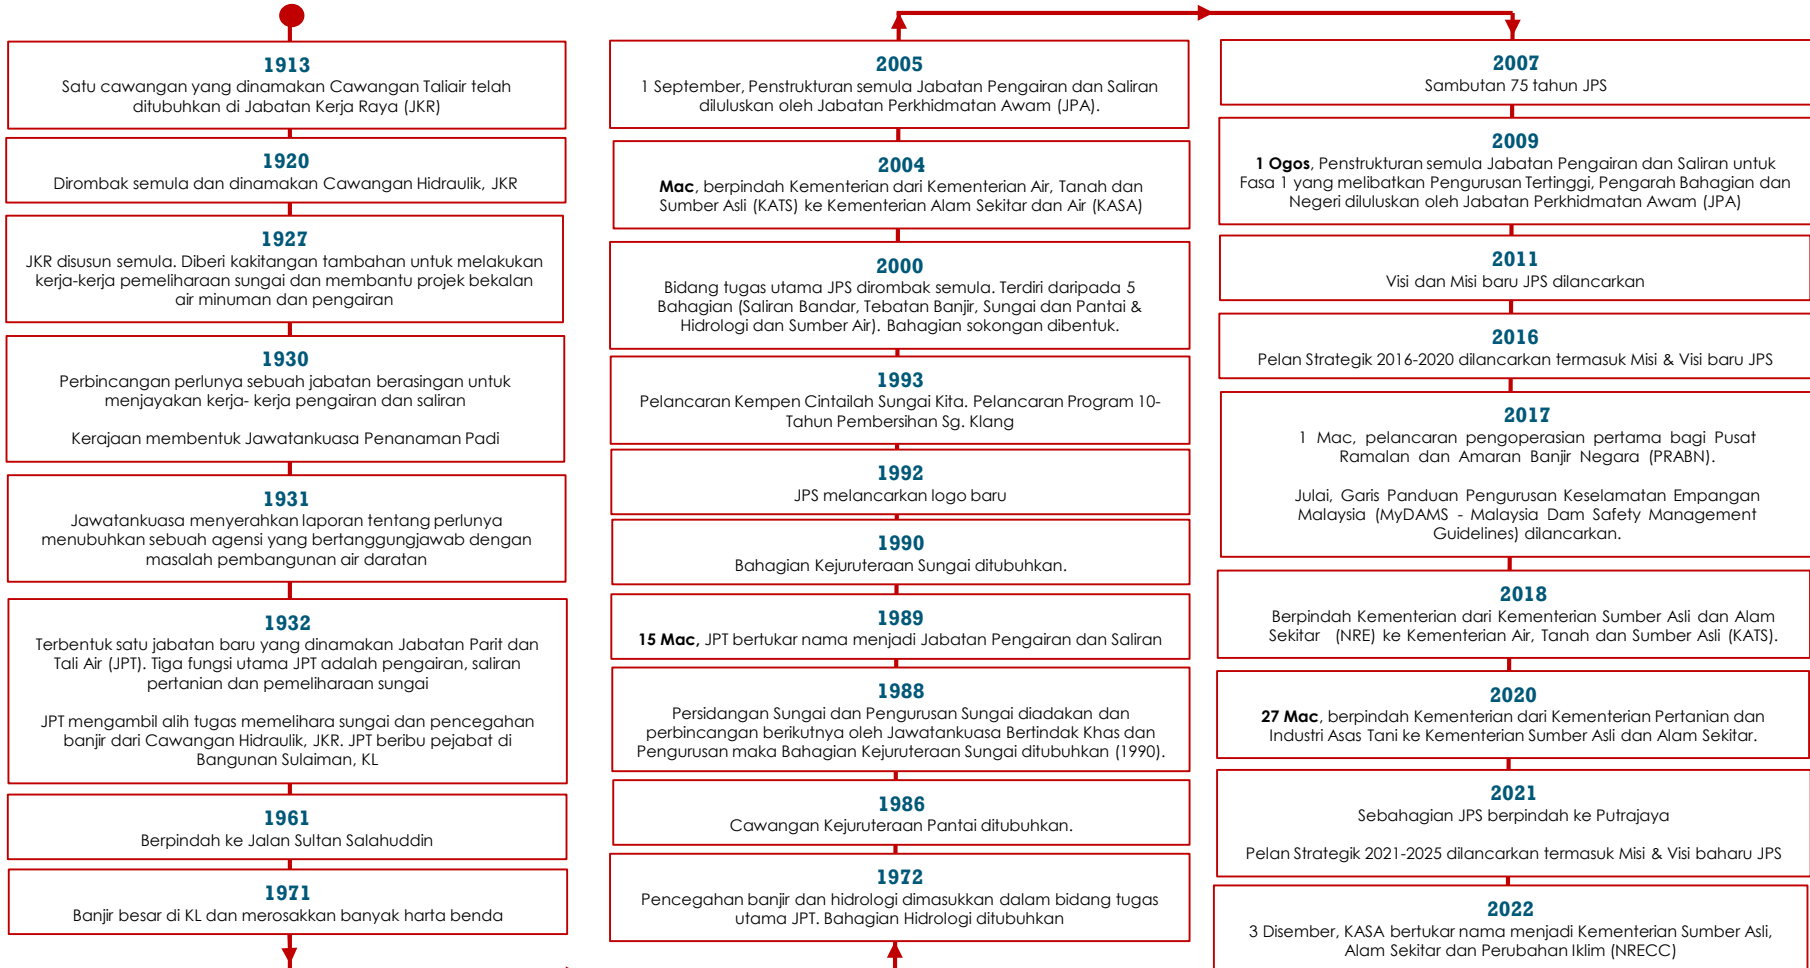 1913
Satu cawangan yang dinamakan Cawangan Taliair telah
ditubuhkan di Jabatan Kerja Raya (JKR)
1920
Dirombak semula dan dinamakan Cawangan Hidraulik, JKR
1927
JKR disusun semula. Diberi kakitangan tambahan untuk melakukan
kerja-kerja pemeliharaan sungai dan membantu projek bekalan
air minuman dan pengairan
1930
Perbincangan perlunya sebuah jabatan berasingan untuk
menjayakan kerja- kerja pengairan dan saliran
Kerajaan membentuk Jawatankuasa Penanaman Padi
1931
Jawatankuasa menyerahkan laporan tentang perlunya
menubuhkan sebuah agensi yang bertanggungjawab dengan
masalah pembangunan air daratan
1932
Terbentuk satu jabatan baru yang dinamakan Jabatan Parit dan
Tali Air (JPT). Tiga fungsi utama JPT adalah pengairan, saliran
pertanian dan pemeliharaan sungai
JPT mengambil alih tugas memelihara sungai dan pencegahan
banjir dari Cawangan Hidraulik, JKR. JPT beribu pejabat di
Bangunan Sulaiman, KL
1961
Berpindah ke Jalan Sultan Salahuddin
1971
Banjir besar di KL dan merosakkan banyak harta benda
2005
1 September, Penstrukturan semula Jabatan Pengairan dan Saliran
diluluskan oleh Jabatan Perkhidmatan Awam (JPA).
2004
Mac, berpindah Kementerian dari Kementerian Air, Tanah dan
Sumber Asli (KATS) ke Kementerian Alam Sekitar dan Air (KASA)
2000
Bidang tugas utama JPS dirombak semula. Terdiri daripada 5
Bahagian (Saliran Bandar, Tebatan Banjir, Sungai dan Pantai &
Hidrologi dan Sumber Air). Bahagian sokongan dibentuk.
1993
Pelancaran Kempen Cintailah Sungai Kita. Pelancaran Program 10-
Tahun Pembersihan Sg. Klang
1992
JPS melancarkan logo baru
1990
Bahagian Kejuruteraan Sungai ditubuhkan.
1989
15 Mac, JPT bertukar nama menjadi Jabatan Pengairan dan Saliran
1988
Persidangan Sungai dan Pengurusan Sungai diadakan dan
perbincangan berikutnya oleh Jawatankuasa Bertindak Khas dan
Pengurusan maka Bahagian Kejuruteraan Sungai ditubuhkan (1990).
1986
Cawangan Kejuruteraan Pantai ditubuhkan.
1972
Pencegahan banjir dan hidrologi dimasukkan dalam bidang tugas
utama JPT. Bahagian Hidrologi ditubuhkan
2007
Sambutan 75 tahun JPS
2009
1 Ogos, Penstrukturan semula Jabatan Pengairan dan Saliran untuk
Fasa 1 yang melibatkan Pengurusan Tertinggi, Pengarah Bahagian dan
Negeri diluluskan oleh Jabatan Perkhidmatan Awam (JPA)
2011
Visi dan Misi baru JPS dilancarkan
2016
Pelan Strategik 2016-2020 dilancarkan termasuk Misi & Visi baru JPS
2017
1 Mac, pelancaran pengoperasian pertama bagi Pusat
Ramalan dan Amaran Banjir Negara (PRABN).
Julai, Garis Panduan Pengurusan Keselamatan Empangan
Malaysia (MyDAMS - Malaysia Dam Safety Management
Guidelines) dilancarkan.
2018
Berpindah Kementerian dari Kementerian Sumber Asli dan Alam
Sekitar (NRE) ke Kementerian Air, Tanah dan Sumber Asli (KATS).
2020
27 Mac, berpindah Kementerian dari Kementerian Pertanian dan
Industri Asas Tani ke Kementerian Sumber Asli dan Alam Sekitar.
2021
Sebahagian JPS berpindah ke Putrajaya
Pelan Strategik 2021-2025 dilancarkan termasuk Misi & Visi baharu JPS
2022
3 Disember, KASA bertukar nama menjadi Kementerian Sumber Asli,
Alam Sekitar dan Perubahan Iklim (NRECC)